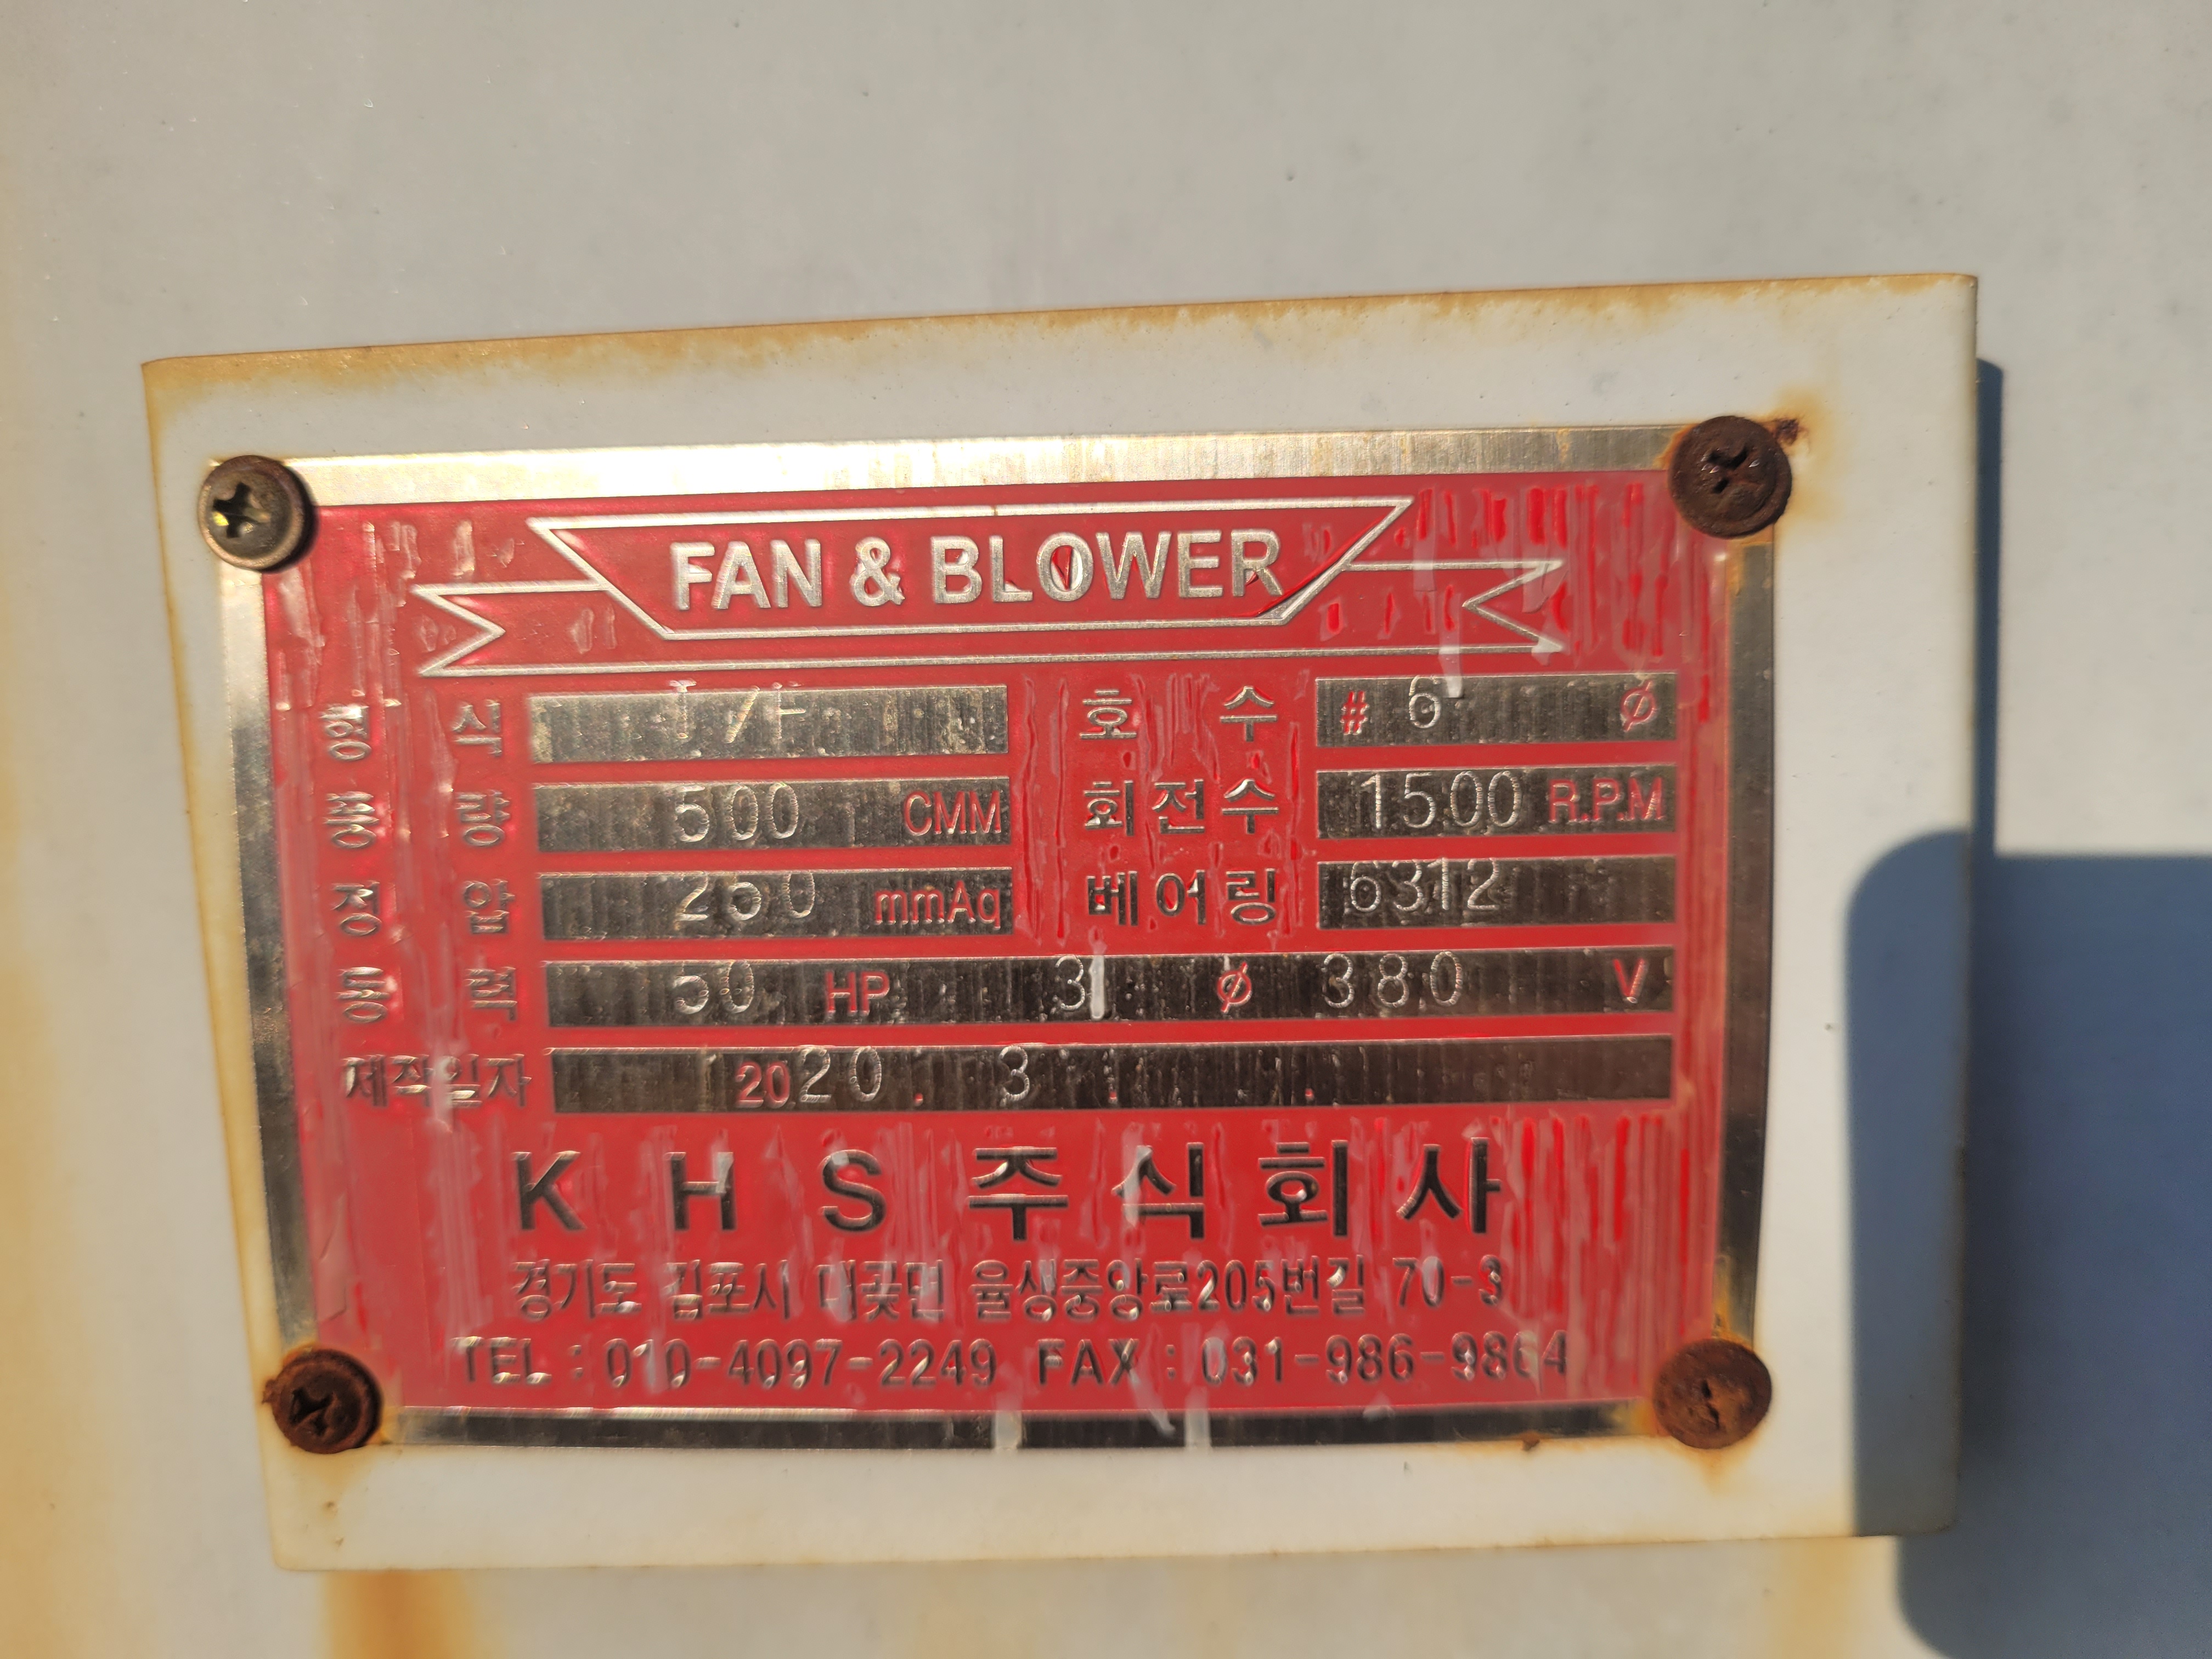 FAN & BLOWER
형 식 T/F 호 수 # 6 ø
풍 량 500 CMM 회전수 1500 R.P.M
정 압 mmAq 베어링 6312
동 력 50 HP 3 ø 380 V
제작일자 2020. 3 . .
K H S 주식회사
경기도 김포시 대곶면 율생중앙로205번길 70-3
TEL : 010-4097-2249 FAX : 031-986-9864